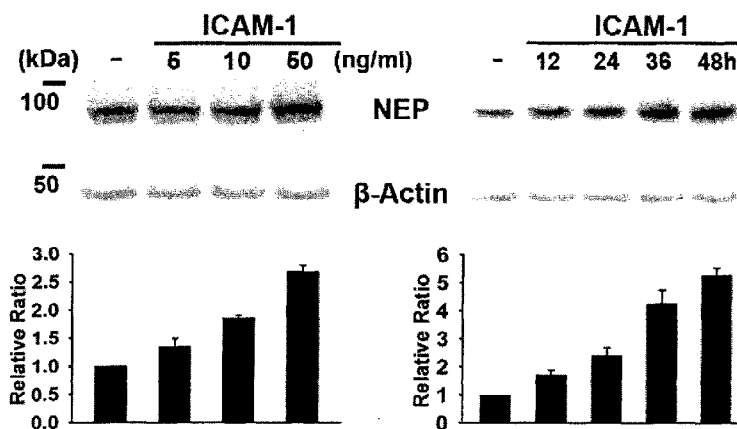 ICAM-1
(kDa) - 5 10 50 (ng/ml)
100
50
ICAM-1
- 12 24 36 48h
NEP
β-Actin
Relative Ratio
3.0
2.5
2.0
1.5
1.0
0.5
0.0
Relative Ratio
6
5
4
3
2
1
0